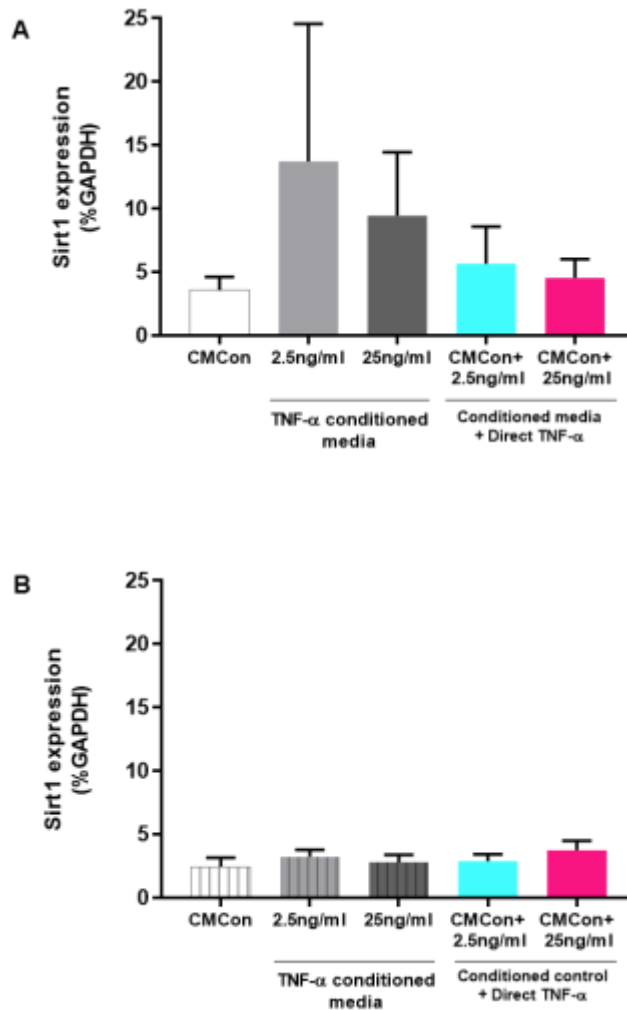 A
Sirt1 expression
(%GAPDH)
25
20
15
10
5
0
CMCon
2.5ng/ml
25ng/ml
CMCon+
2.5ng/ml
CMCon+
25ng/ml
TNF-α conditioned
media
Conditioned media
+ Direct TNF-α
B
Sirt1 expression
(%GAPDH)
25
20
15
10
5
0
CMCon
2.5ng/ml
25ng/ml
CMCon+
2.5ng/ml
CMCon+
25ng/ml
TNF-α conditioned
media
Conditioned control
+ Direct TNF-α